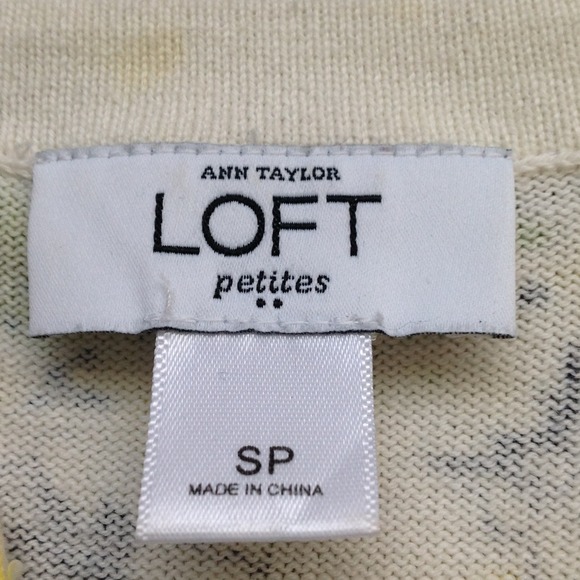 ANN TAYLOR
LOFT
petites
SP
MADE IN CHINA